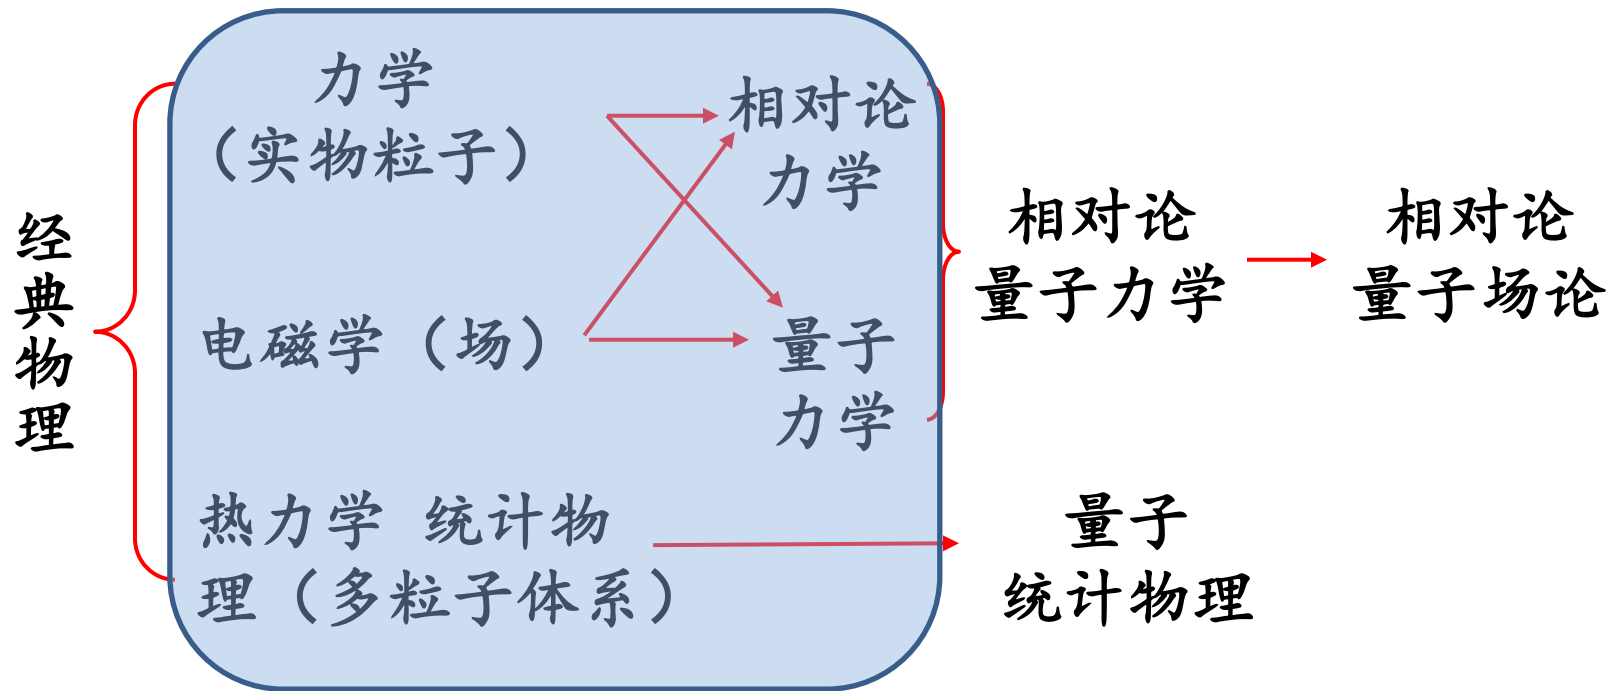 经典物理
力学
（实物粒子）
电磁学（场）
热力学 统计物
理（多粒子体系）
相对论
力学
量子
力学
相对论
量子力学
相对论
量子场论
量子
统计物理